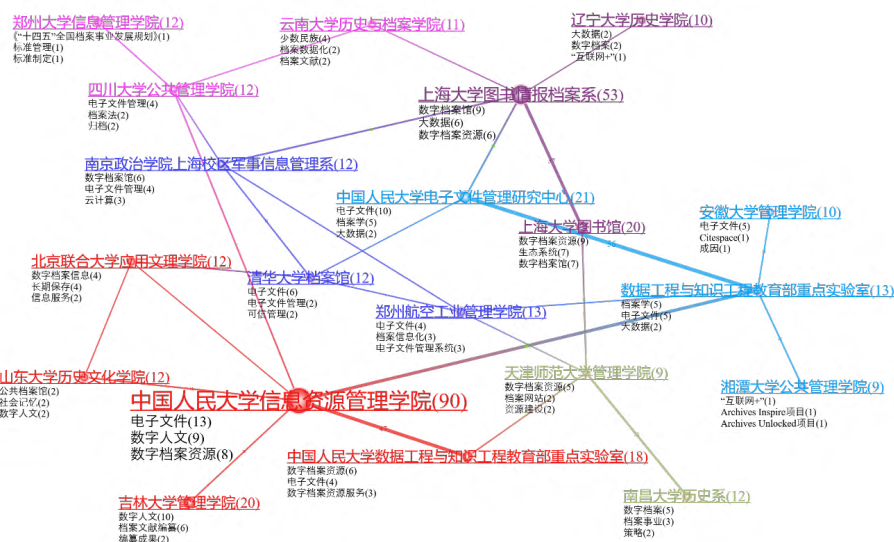 郑州大学信息管理学院(12)
《“十四五”全国档案事业发展规划》(1)
标准管理(1)
标准制定(1)
云南大学历史与档案学院(11)
少数民族(4)
档案数据化(2)
档案文献(2)
辽宁大学历史学院(10)
大数据(2)
数字档案(2)
“互联网+”(1)
四川大学公共管理学院(12)
电子文件管理(4)
档案法(2)
归档(2)
上海大学图书情报档案系(53)
数字档案馆(9)
大数据(6)
数字档案资源(6)
南京政治学院上海校区军事信息管理系(12)
数字档案馆(6)
电子文件管理(4)
云计算(3)
中国人民大学电子文件管理研究中心(21)
电子文件(10)
档案学(5)
大数据(2)
上海大学图书馆(20)
数字档案资源(9)
生态系统(7)
数字档案馆(7)
安徽大学管理学院(10)
电子文件(5)
Citespace(1)
成因(1)
北京联合大学应用文理学院(12)
数字档案信息(4)
长期保存(4)
信息服务(2)
清华大学档案馆(12)
电子文件(6)
电子文件管理(2)
可信管理(2)
郑州航空工业管理学院(13)
电子文件(4)
档案信息化(3)
电子文件管理系统(3)
数据工程与知识工程教育部重点实验室(13)
档案学(5)
电子文件(5)
大数据(2)
山东大学历史文化学院(12)
公共档案馆(2)
社会记忆(2)
数字人文(2)
中国人民大学信息资源管理学院(90)
电子文件(13)
数字人文(9)
数字档案资源(8)
天津师范大学管理学院(9)
数字档案资源(5)
档案网站(2)
资源建设(2)
湘潭大学公共管理学院(9)
“互联网+”(1)
Archives Inspire项目(1)
Archives Unlocked项目(1)
中国人民大学数据工程与知识工程教育部重点实验室(18)
数字档案资源(6)
电子文件(4)
数字档案资源服务(3)
吉林大学管理学院(20)
数字人文(10)
档案文献编纂(6)
编纂成果(2)
南昌大学历史系(12)
数字档案(5)
档案事业(3)
策略(2)